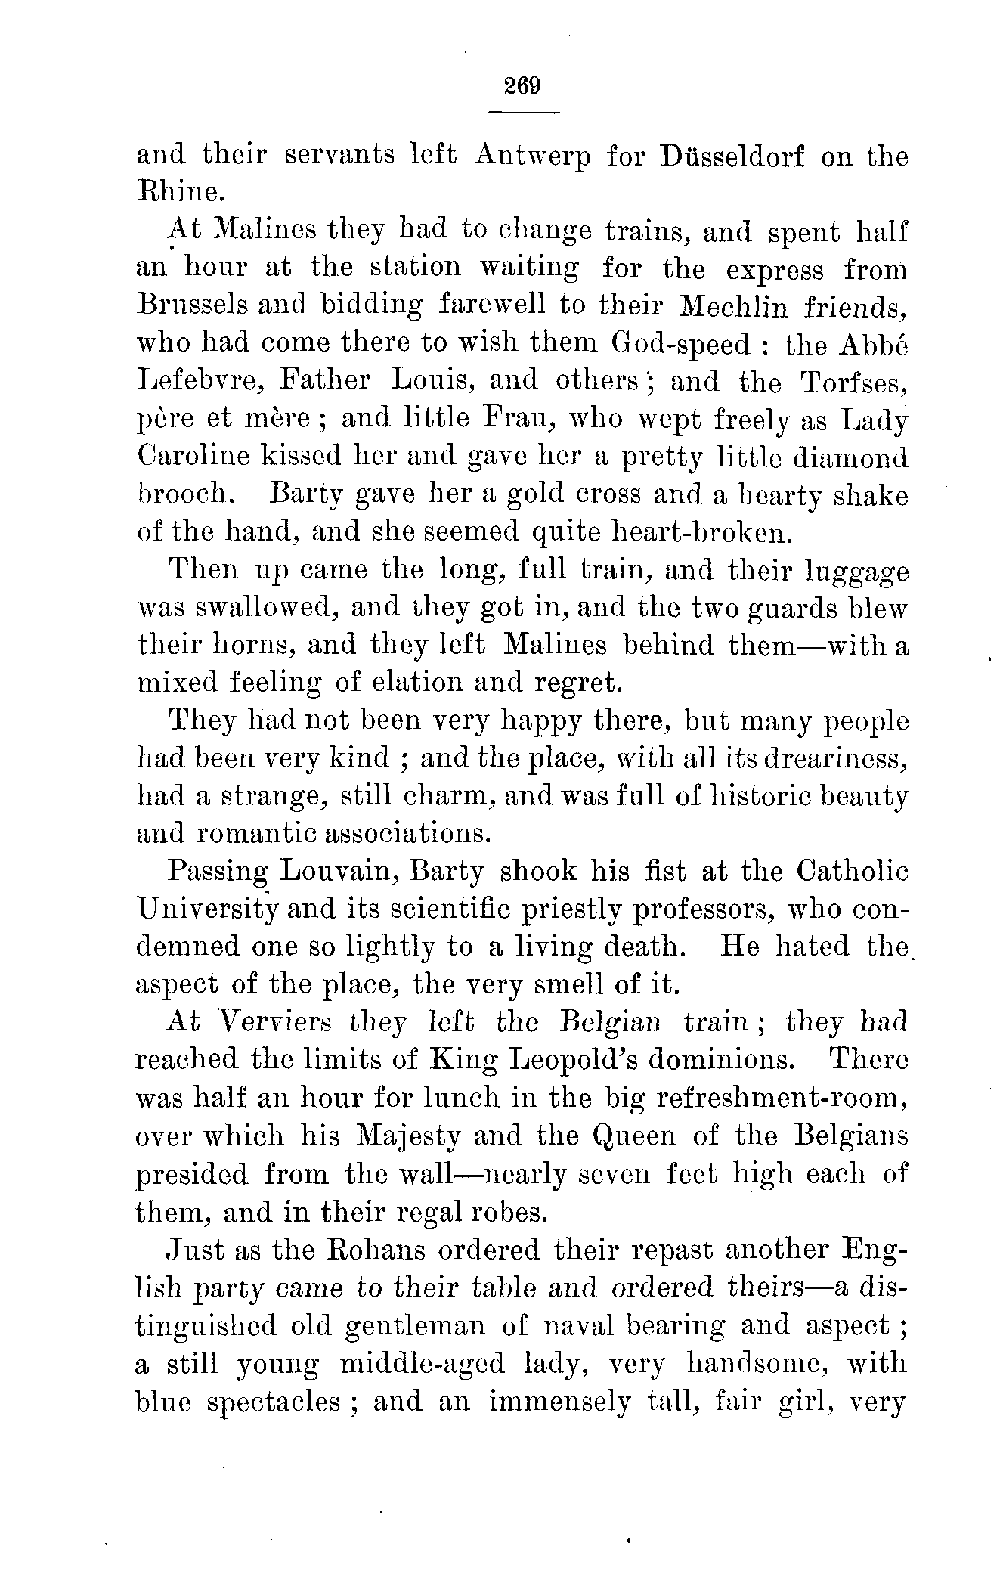 269
and their servants left Antwerp for Düsseldorf on the
Rhine.
At Malines they had to change trains, and spent half
an hour at the station waiting for the express from
Brussels and bidding farewell to their Mechlin friends,
who had come there to wish them God-speed : the Abbé
Lefebvre, Father Louis, and others ; and the Torfses,
père et mère ; and little Frau, who wept freely as Lady
Caroline kissed her and gave her a pretty little diamond
brooch. Barty gave her a gold cross and a hearty shake
of the hand, and she seemed quite heart-broken.
Then up came the long, full train, and their luggage
was swallowed, and they got in, and the two guards blew
their horns, and they left Malines behind them—with a
mixed feeling of elation and regret.
They had not been very happy there, but many people
had been very kind ; and the place, with all its dreariness,
had a strange, still charm, and was full of historic beauty
and romantic associations.
Passing Louvain, Barty shook his fist at the Catholic
University and its scientific priestly professors, who con-
demned one so lightly to a living death. He hated the
aspect of the place, the very smell of it.
At Verviers they left the Belgian train ; they had
reached the limits of King Leopold's dominions. There
was half an hour for lunch in the big refreshment-room,
over which his Majesty and the Queen of the Belgians
presided from the wall—nearly seven feet high each of
them, and in their regal robes.
Just as the Rohans ordered their repast another Eng-
lish party came to their table and ordered theirs—a dis-
tinguished old gentleman of naval bearing and aspect ;
a still young middle-aged lady, very handsome, with
blue spectacles ; and an immensely tall, fair girl, very